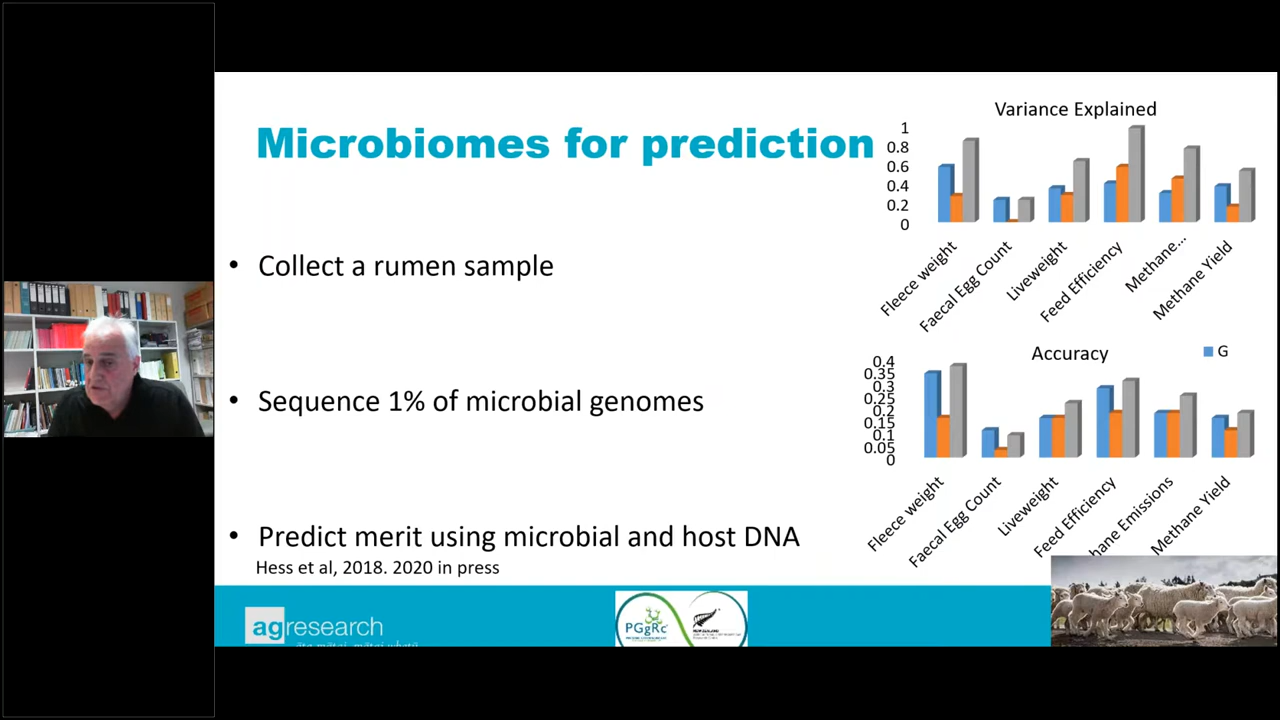 Microbiomes for prediction
• Collect a rumen sample
• Sequence 1% of microbial genomes
• Predict merit using microbial and host DNA
Hess et al, 2018. 2020 in press
Variance Explained
1
0.8
0.6
0.4
0.2
0
Fleece weight
Faecal Egg Count
Liveweight
Feed Efficiency
Methane...
Methane Yield
Accuracy
G
0.4
0.35
0.3
0.25
0.2
0.15
0.1
0.05
0
Fleece weight
Faecal Egg Count
Liveweight
Feed Efficiency
hane Emissions
Methane Yield
agresearch
PGgRc